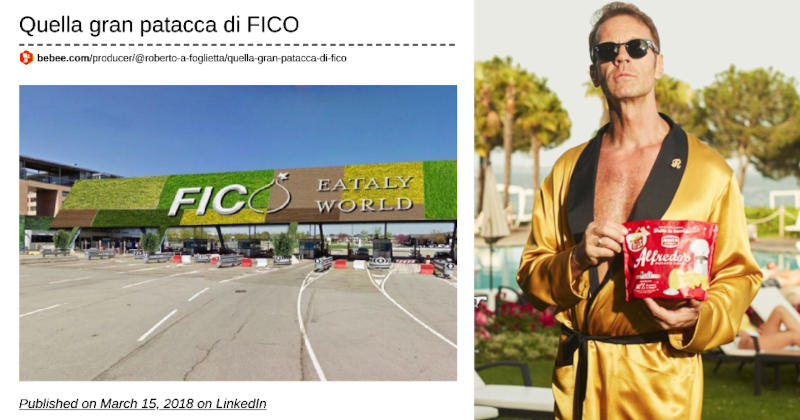 Quella gran patacca di FICO
bebee.com/producer/@roberto-a-foglietta/quella-gran-patacca-di-fico
FICO
EATALY
WORLD
Published on March 15, 2018 on LinkedIn
R
Alfredo's